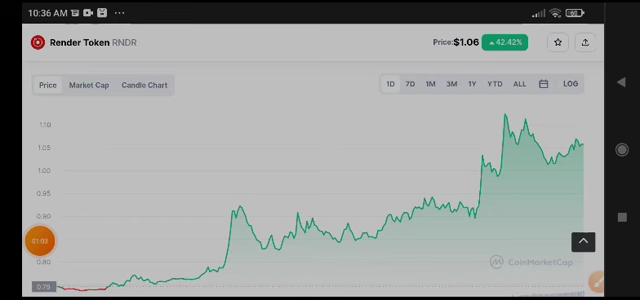 10:36 AM
Render Token RNDR Price:$1.06 42.42%
Price Market Cap Candle Chart 1D 7D 1M 3M 1Y YTD ALL LOG
1.10
1.05
1.00
0.95
0.90
01:03
0.80
CoinMarketCap
0.79